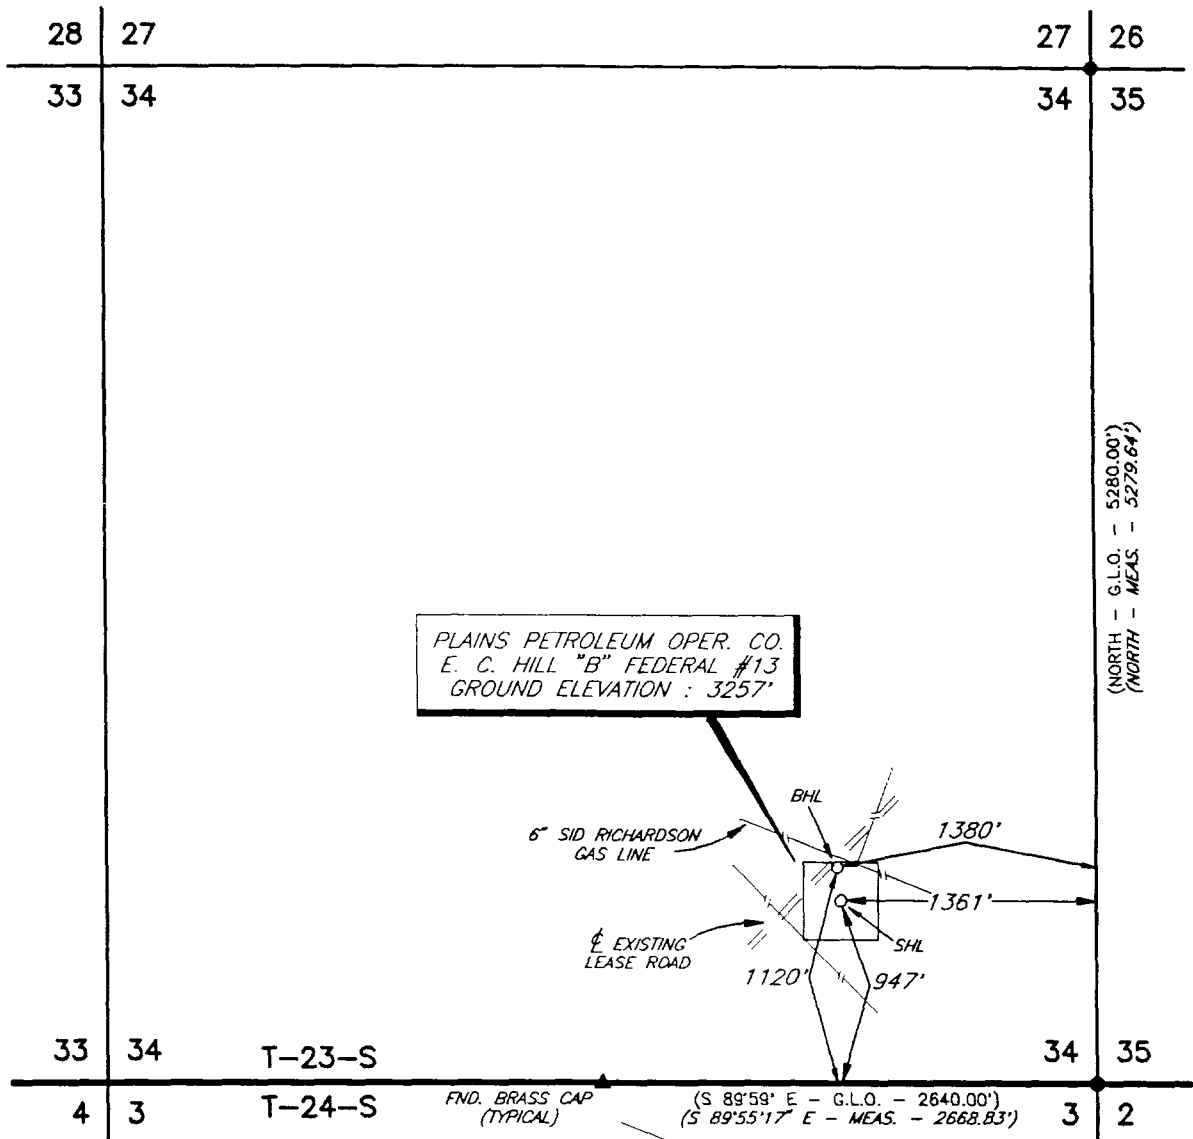 28 27
27 26
33 34
34 35
(NORTH - G.L.O. - 5280.00')
(NORTH - MEAS. - 5279.64')
PLAINS PETROLEUM OPER. CO.
E. C. HILL "B" FEDERAL #13
GROUND ELEVATION : 3257'
BHL
6" SID RICHARDSON
GAS LINE
1380'
1361'
SHL
℄ EXISTING
LEASE ROAD
1120'
947'
33 34
T-23-S
34 35
4 3
T-24-S
FND. BRASS CAP
(TYPICAL)
(S 89°59' E - G.L.O. - 2640.00')
(S 89°55'17" E - MEAS. - 2668.83')
3 2